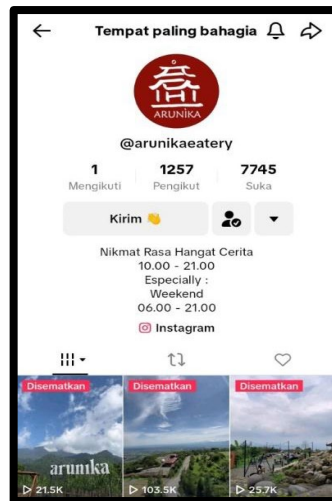 Tempat paling bahagia
ARUNIKA
@arunikaeatery
1 1257 7745
Mengikuti Pengikut Suka
Kirim 👋
Nikmat Rasa Hangat Cerita
10.00 - 21.00
Especially :
Weekend
06.00 - 21.00
Instagram
Disematkan Disematkan Disematkan
arunika
21.5K 103.5K 25.7K